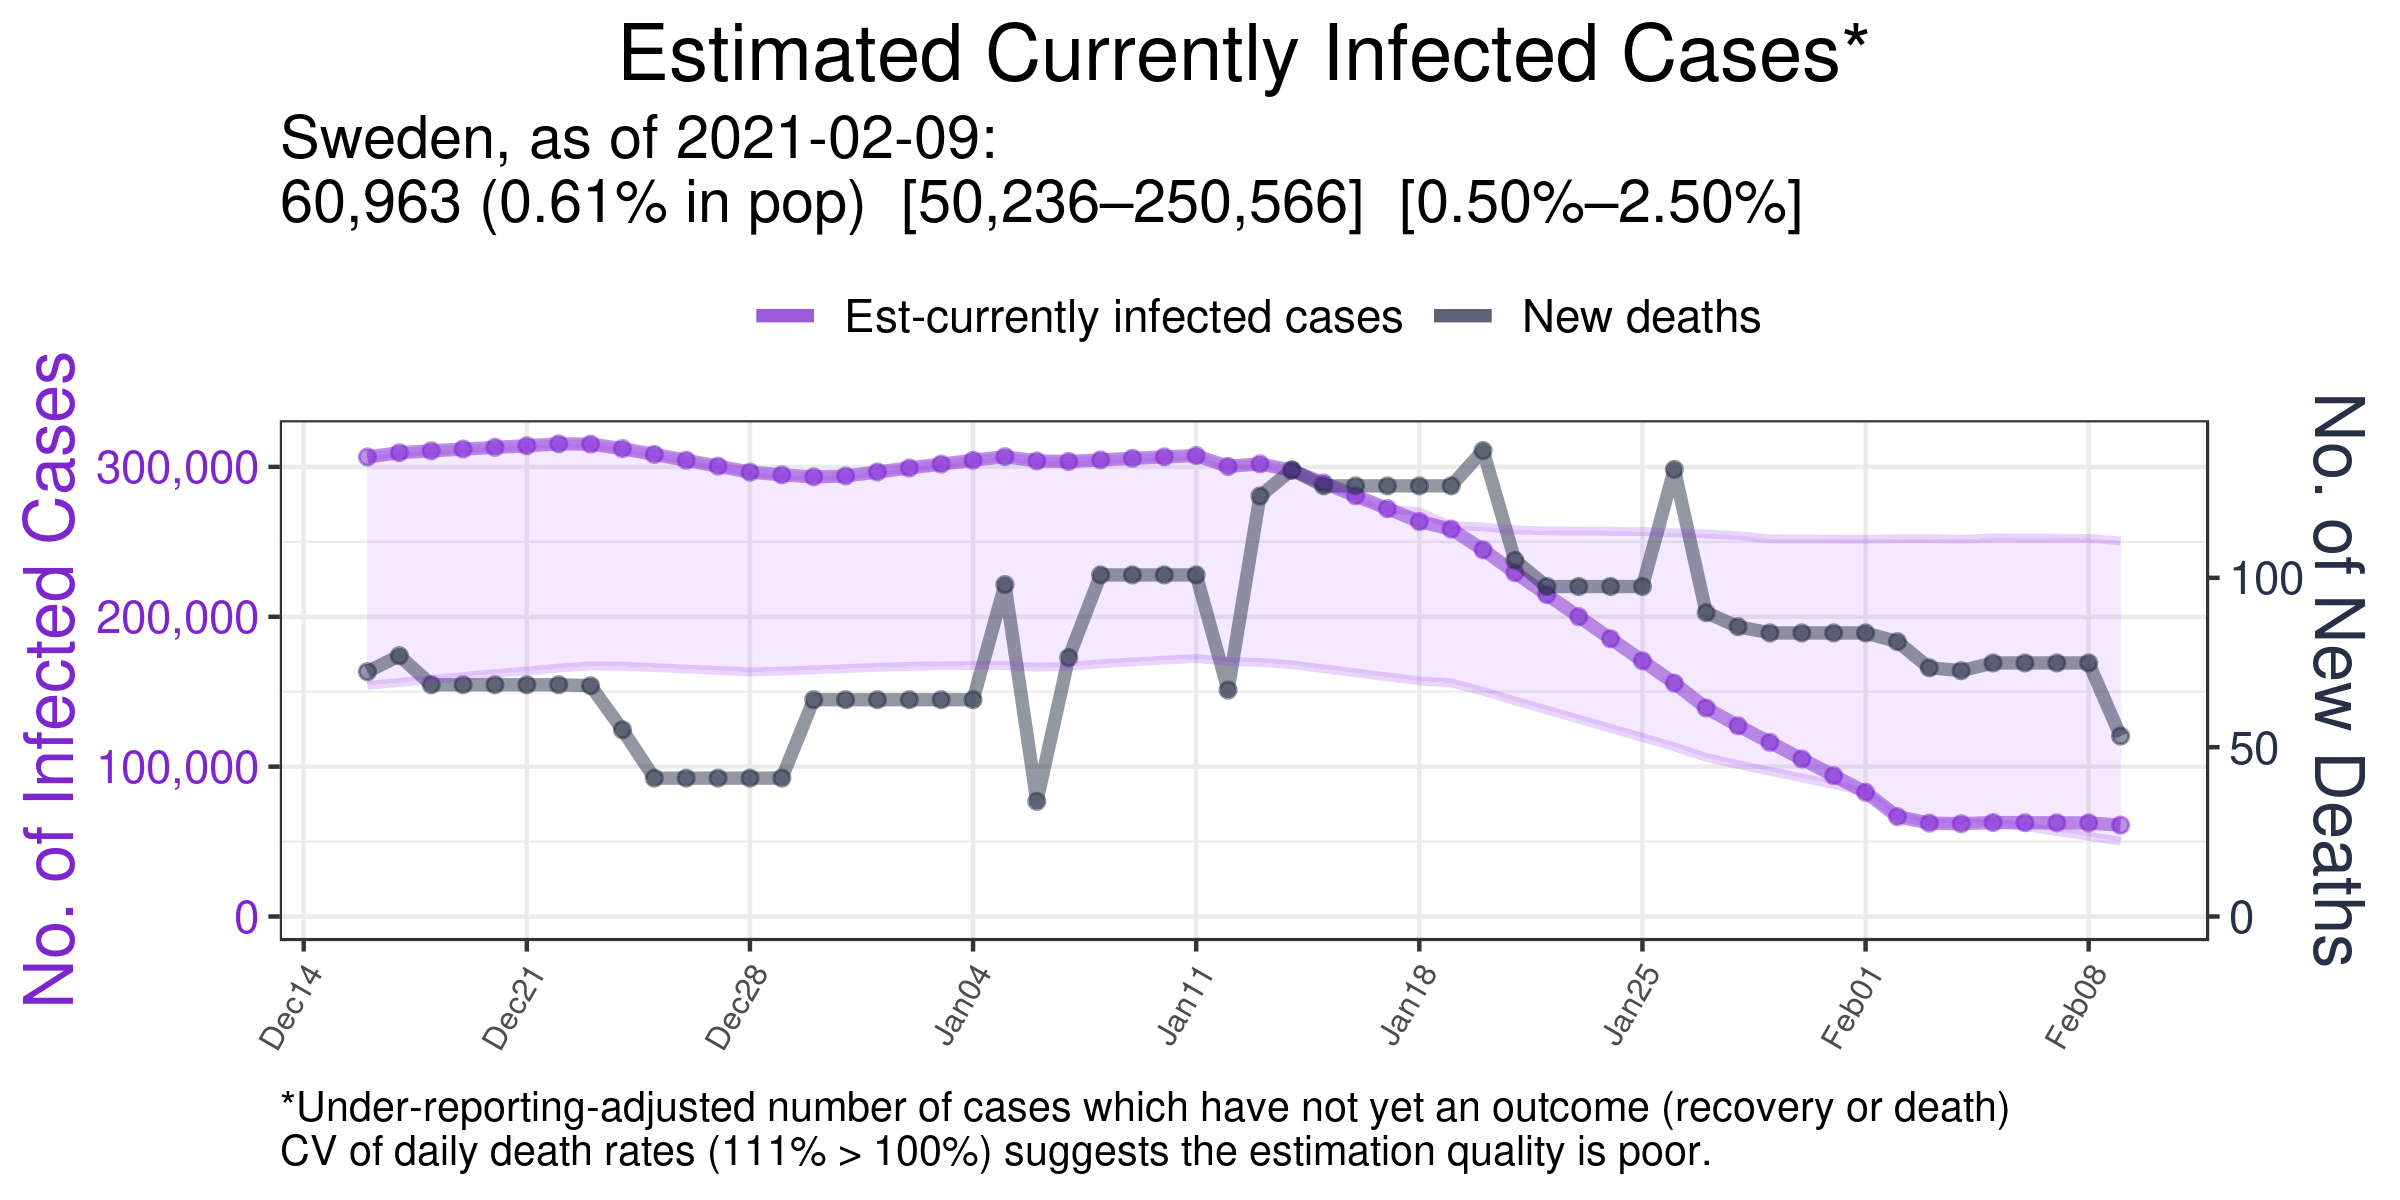 Estimated Currently Infected Cases*
Sweden, as of 2021-02-09:
60,963 (0.61% in pop)  [50,236–250,566]  [0.50%–2.50%]
Est-currently infected cases
New deaths
No. of Infected Cases
300,000
200,000
100,000
0
No. of New Deaths
100
50
0
Dec14
Dec21
Dec28
Jan04
Jan11
Jan18
Jan25
Feb01
Feb08
*Under-reporting-adjusted number of cases which have not yet an outcome (recovery or death)
CV of daily death rates (111% > 100%) suggests the estimation quality is poor.